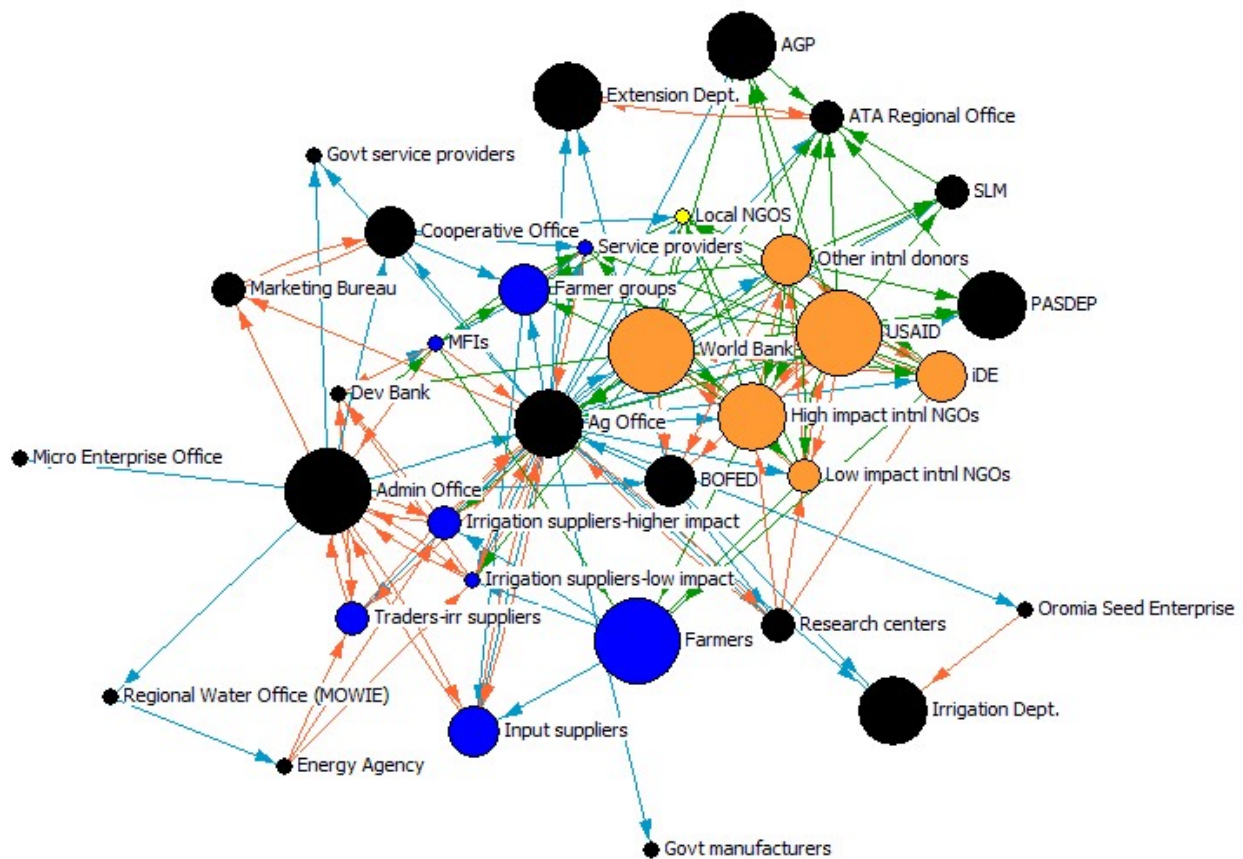 AGP
Extension Dept.
ATA Regional Office
Govt service providers
SLM
Local NGOS
Cooperative Office
Service providers
Other intnl donors
Marketing Bureau
Farmer groups
PASDEP
USAID
MFIs
World Bank
iDE
Dev Bank
High impact intnl NGOs
Ag Office
Micro Enterprise Office
BOFED
Low impact intnl NGOs
Admin Office
Irrigation suppliers-higher impact
Irrigation suppliers-low impact
Oromia Seed Enterprise
Traders-irr suppliers
Research centers
Farmers
Regional Water Office (MOWIE)
Irrigation Dept.
Input suppliers
Energy Agency
Govt manufacturers